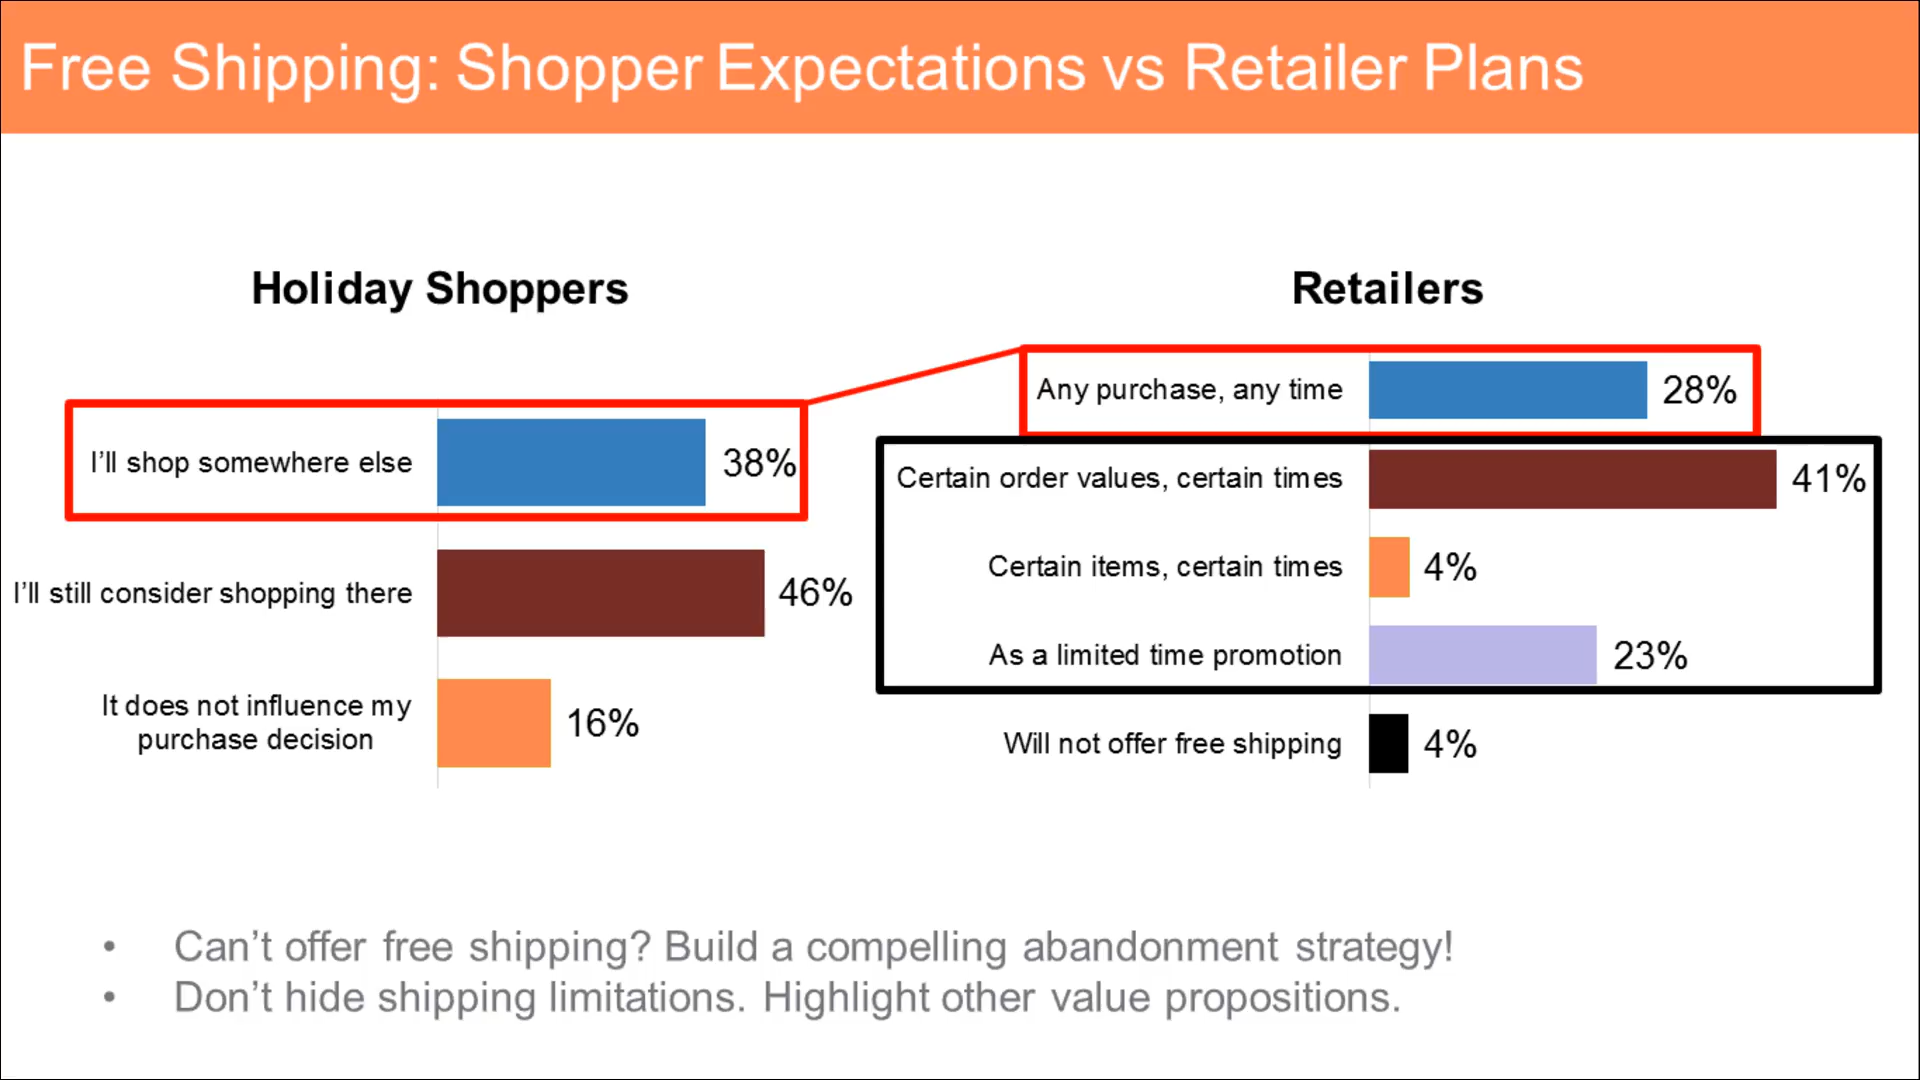 Free Shipping: Shopper Expectations vs Retailer Plans
Holiday Shoppers
I’ll shop somewhere else
38%
I’ll still consider shopping there
46%
It does not influence my
purchase decision
16%
Retailers
Any purchase, any time
28%
Certain order values, certain times
41%
Certain items, certain times
4%
As a limited time promotion
23%
Will not offer free shipping
4%
• Can’t offer free shipping? Build a compelling abandonment strategy!
• Don’t hide shipping limitations. Highlight other value propositions.